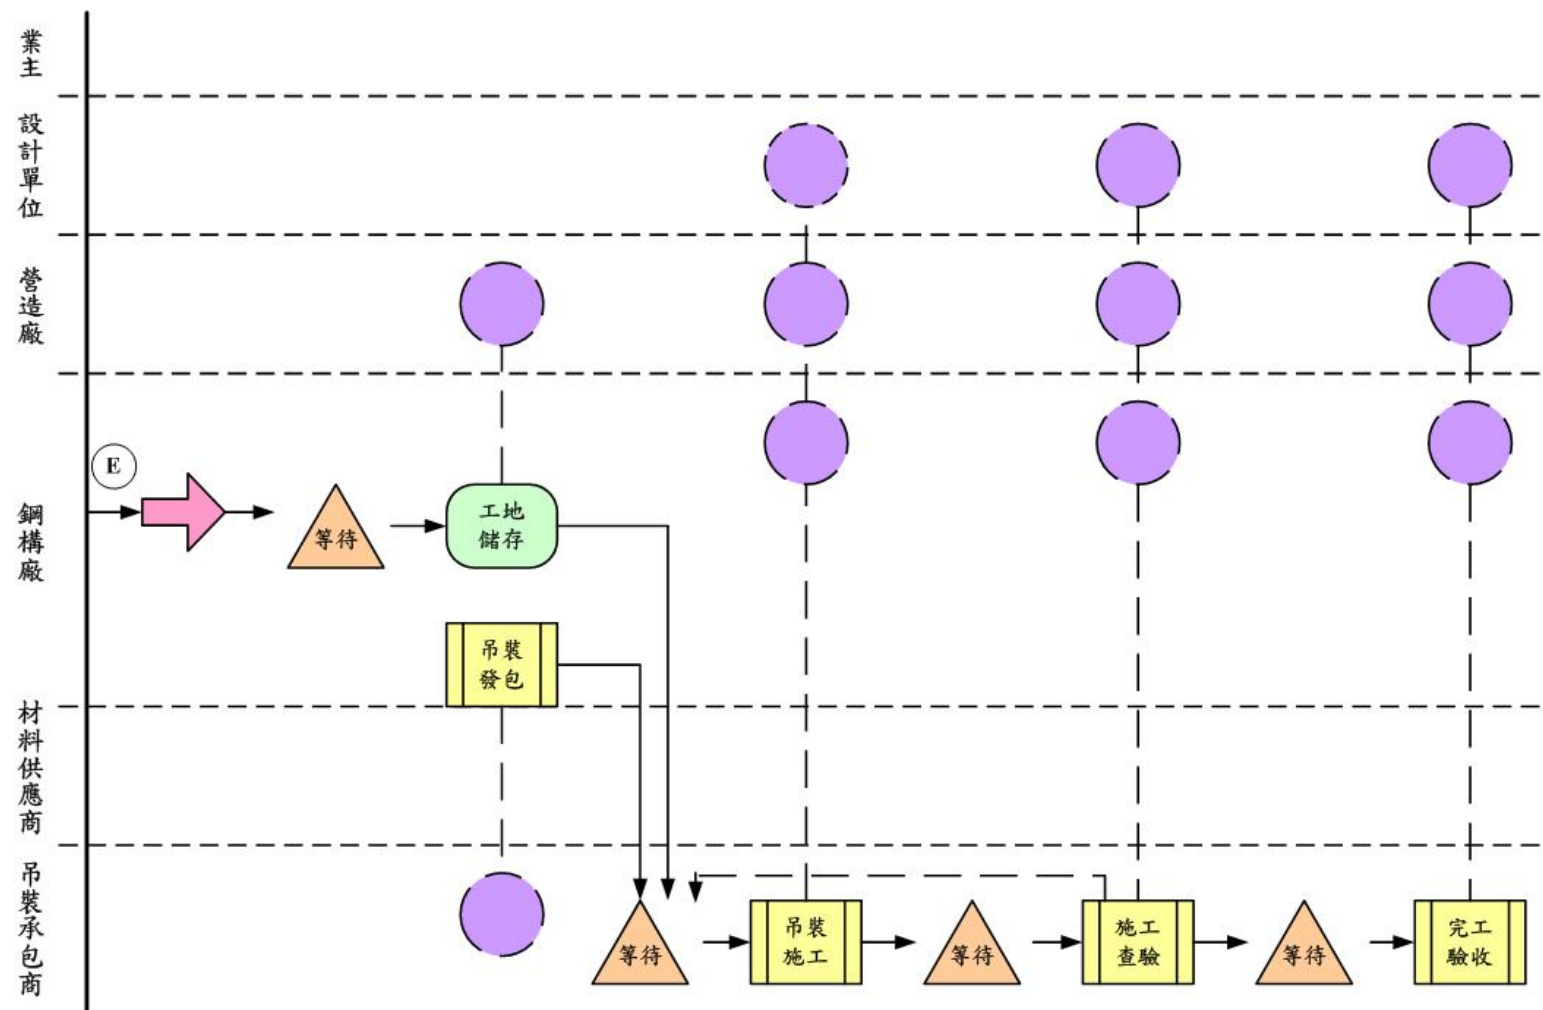 業主
設計單位
營造廠
鋼構廠
材料供應商
吊裝承包商
E
等待
工地
儲存
吊裝
發包
等待
吊裝
施工
等待
施工
查驗
等待
完工
驗收